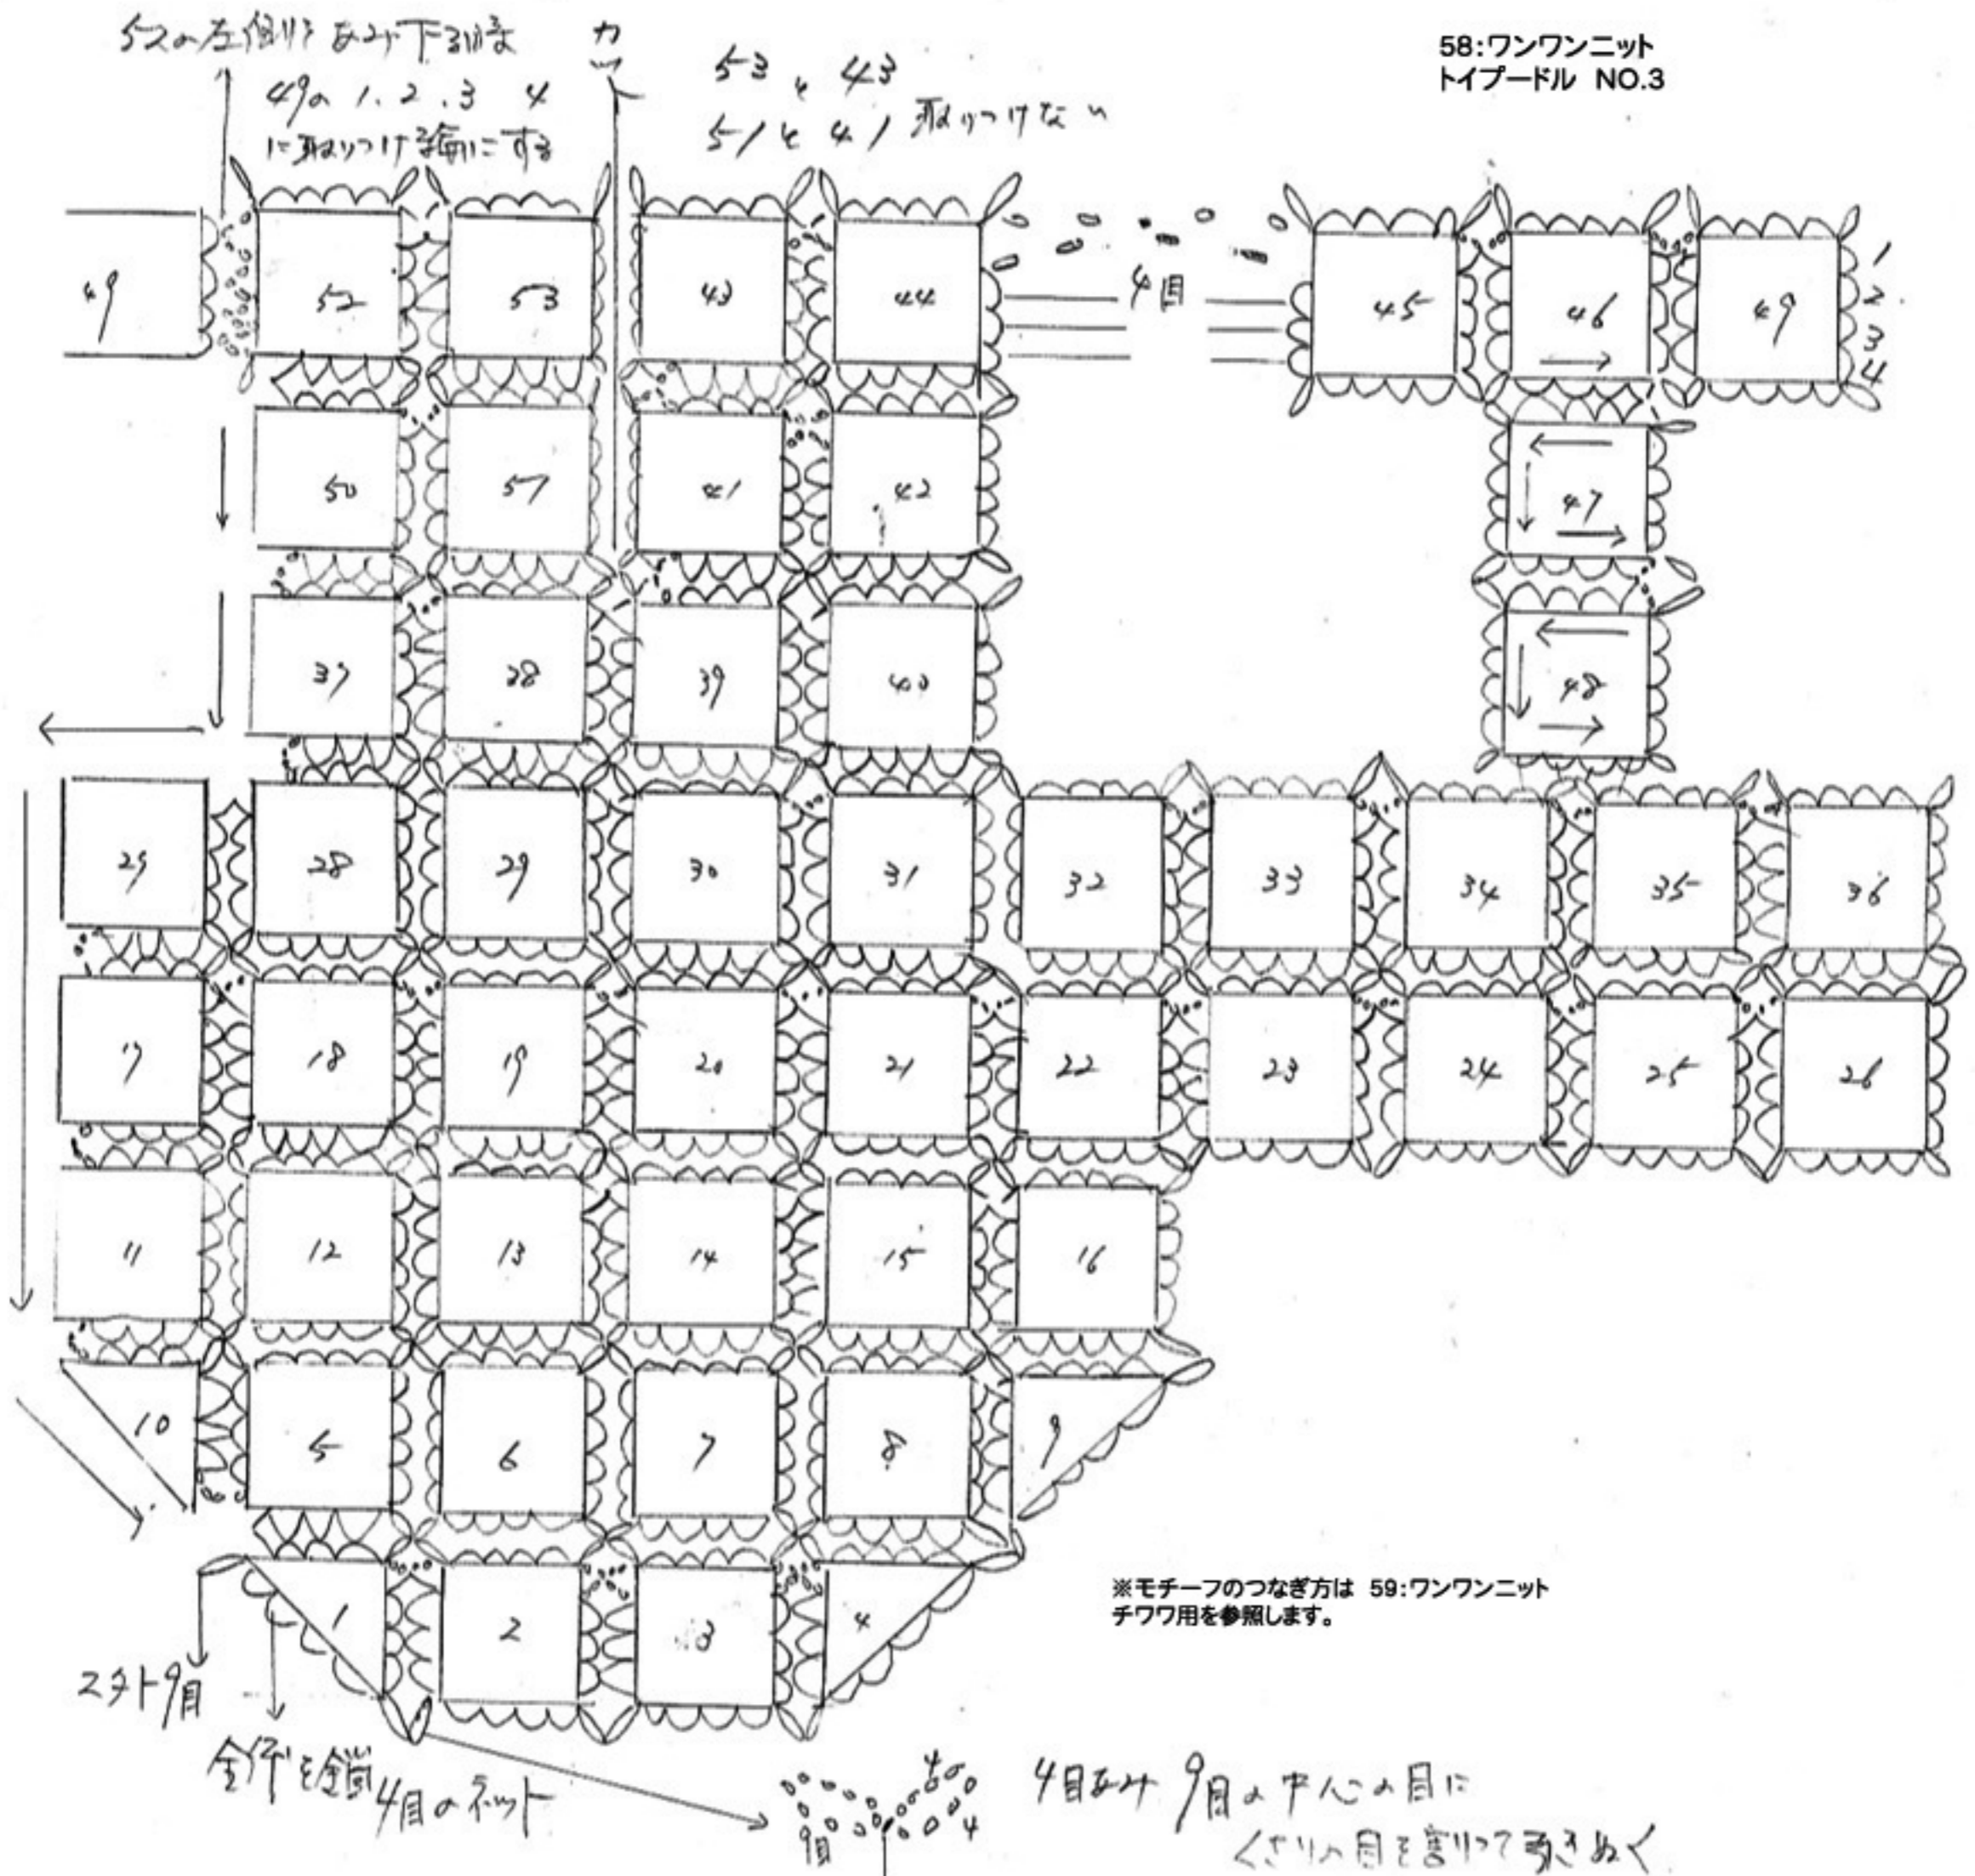 52の左側を あみ下る時は
49の 1. 2. 3 4
に取りつけ 輪にする
カット
53 と 43
51 と 41 取りつけない
58:ワンワンニット
トイプードル NO.3
49 52 53 43 44 4目 45 46 49
1
2
3
4
50 51 41 42 47
37 38 39 40 48
29 28 29 30 31 32 33 34 35 36
17 18 19 20 21 22 23 24 25 26
11 12 13 14 15 16
10 5 6 7 8 9
1 2 3 4
※モチーフのつなぎ方は 59:ワンワンニット
チワワ用を参照します。
スタート9目
全体を鎖4目のネット
9目 4 4
4目あみ 9目の中心の目に
くさりの目を割って引きぬく